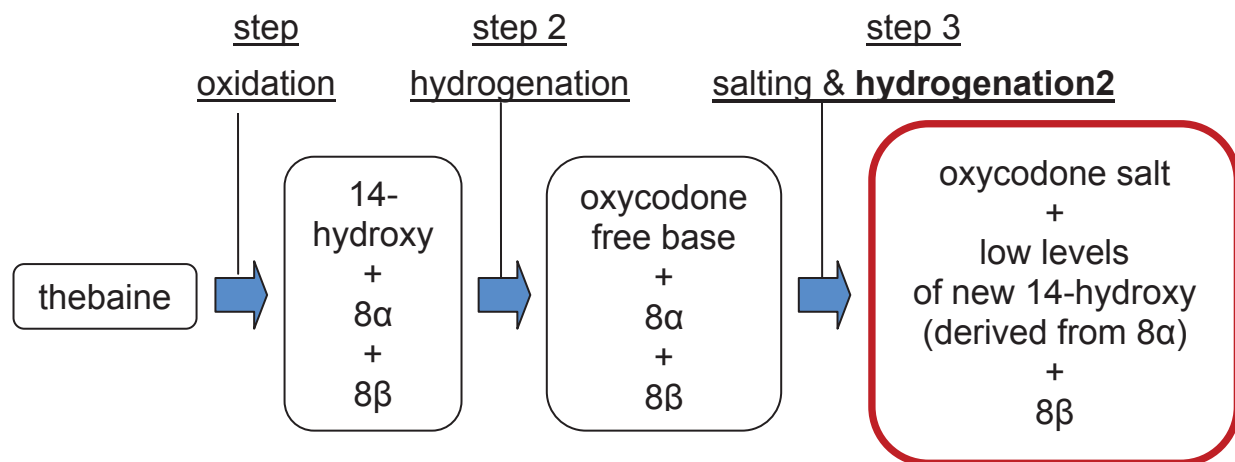 step
oxidation
step 2
hydrogenation
step 3
salting & hydrogenation2
thebaine
14-
hydroxy
+
8α
+
8β
oxycodone
free base
+
8α
+
8β
oxycodone salt
+
low levels
of new 14-hydroxy
(derived from 8α)
+
8β